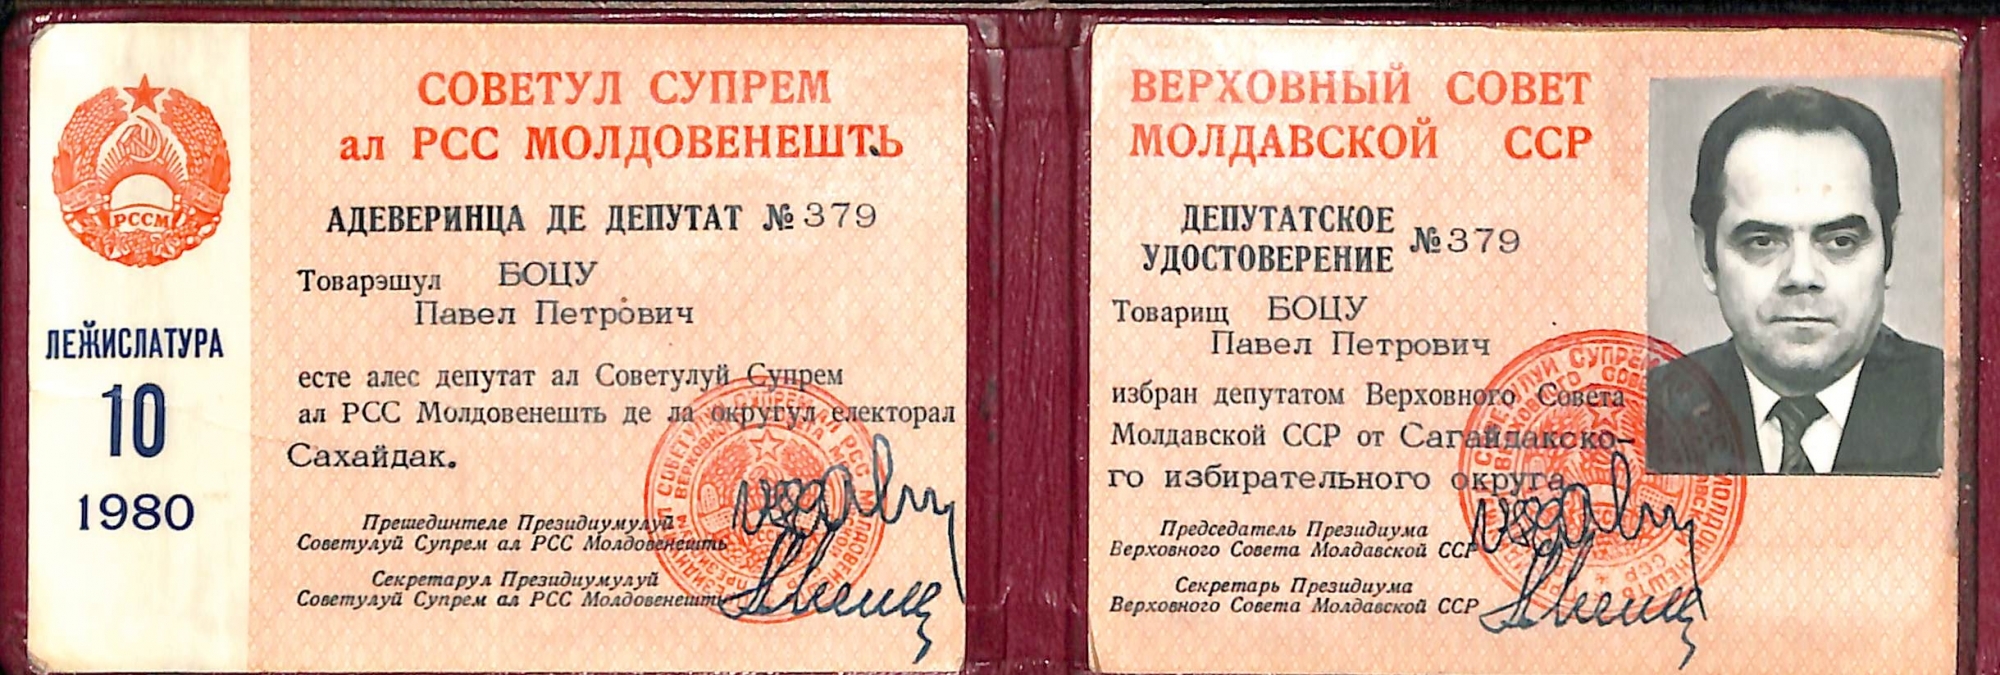 РССМ
ЛЕЖИСЛАТУРА
10
1980
СОВЕТУЛ СУПРЕМ
ал РСС МОЛДОВЕНЕШТЬ
АДЕВЕРИНЦА ДЕ ДЕПУТАТ № 379
Товарэшул БОЦУ
Павел Петрович
есте алес депутат ал Советулуй Супрем
ал РСС Молдовенешть де ла округул електорал
Сахайдак.
Прешединтеле Президиумулуй
Советулуй Супрем ал РСС Молдовенешть
Секретарул Президиумулуй
Советулуй Супрем ал РСС Молдовенешть
ВЕРХОВНЫЙ СОВЕТ
МОЛДАВСКОЙ ССР
ДЕПУТАТСКОЕ
УДОСТОВЕРЕНИЕ № 379
Товарищ БОЦУ
Павел Петрович
избран депутатом Верховного Совета
Молдавской ССР от Сагайдакско-
го избирательного округа
Председатель Президиума
Верховного Совета Молдавской ССР
Секретарь Президиума
Верховного Совета Молдавской ССР